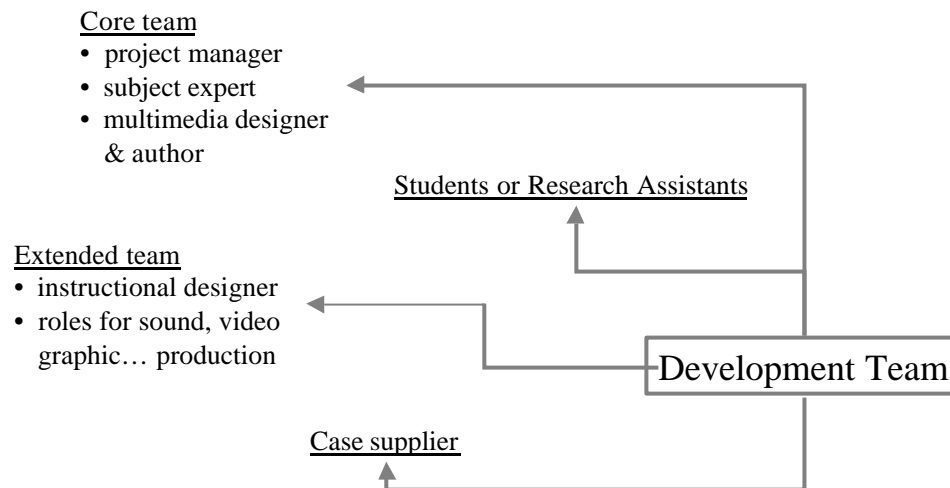 Core team
• project manager
• subject expert
• multimedia designer
& author
Students or Research Assistants
Extended team
• instructional designer
• roles for sound, video
graphic… production
Development Team
Case supplier